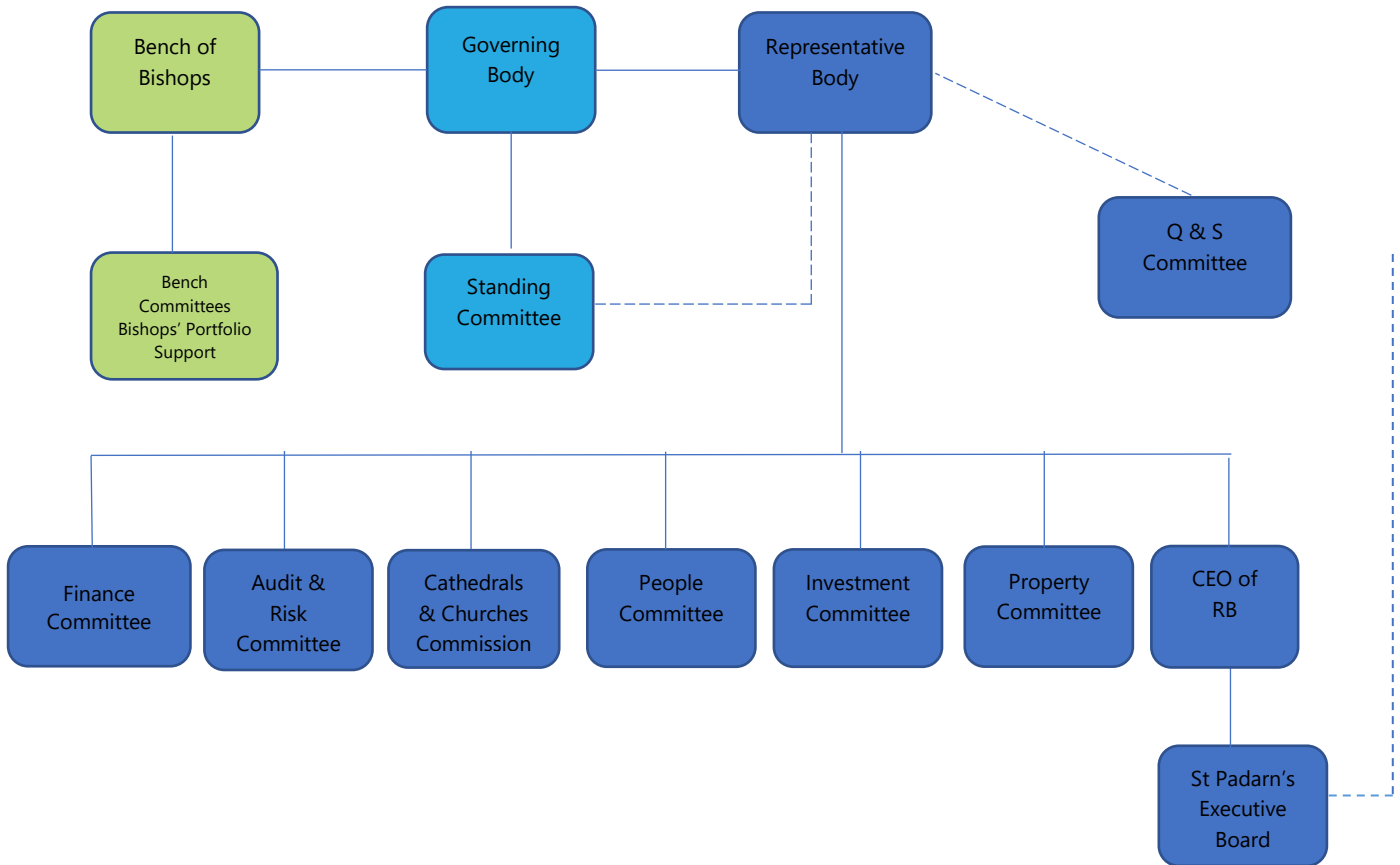 Bench of
Bishops
Governing
Body
Representative
Body
Q & S
Committee
Bench
Committees
Bishops’ Portfolio
Support
Standing
Committee
Finance
Committee
Audit &
Risk
Committee
Cathedrals
& Churches
Commission
People
Committee
Investment
Committee
Property
Committee
CEO of
RB
St Padarn’s
Executive
Board